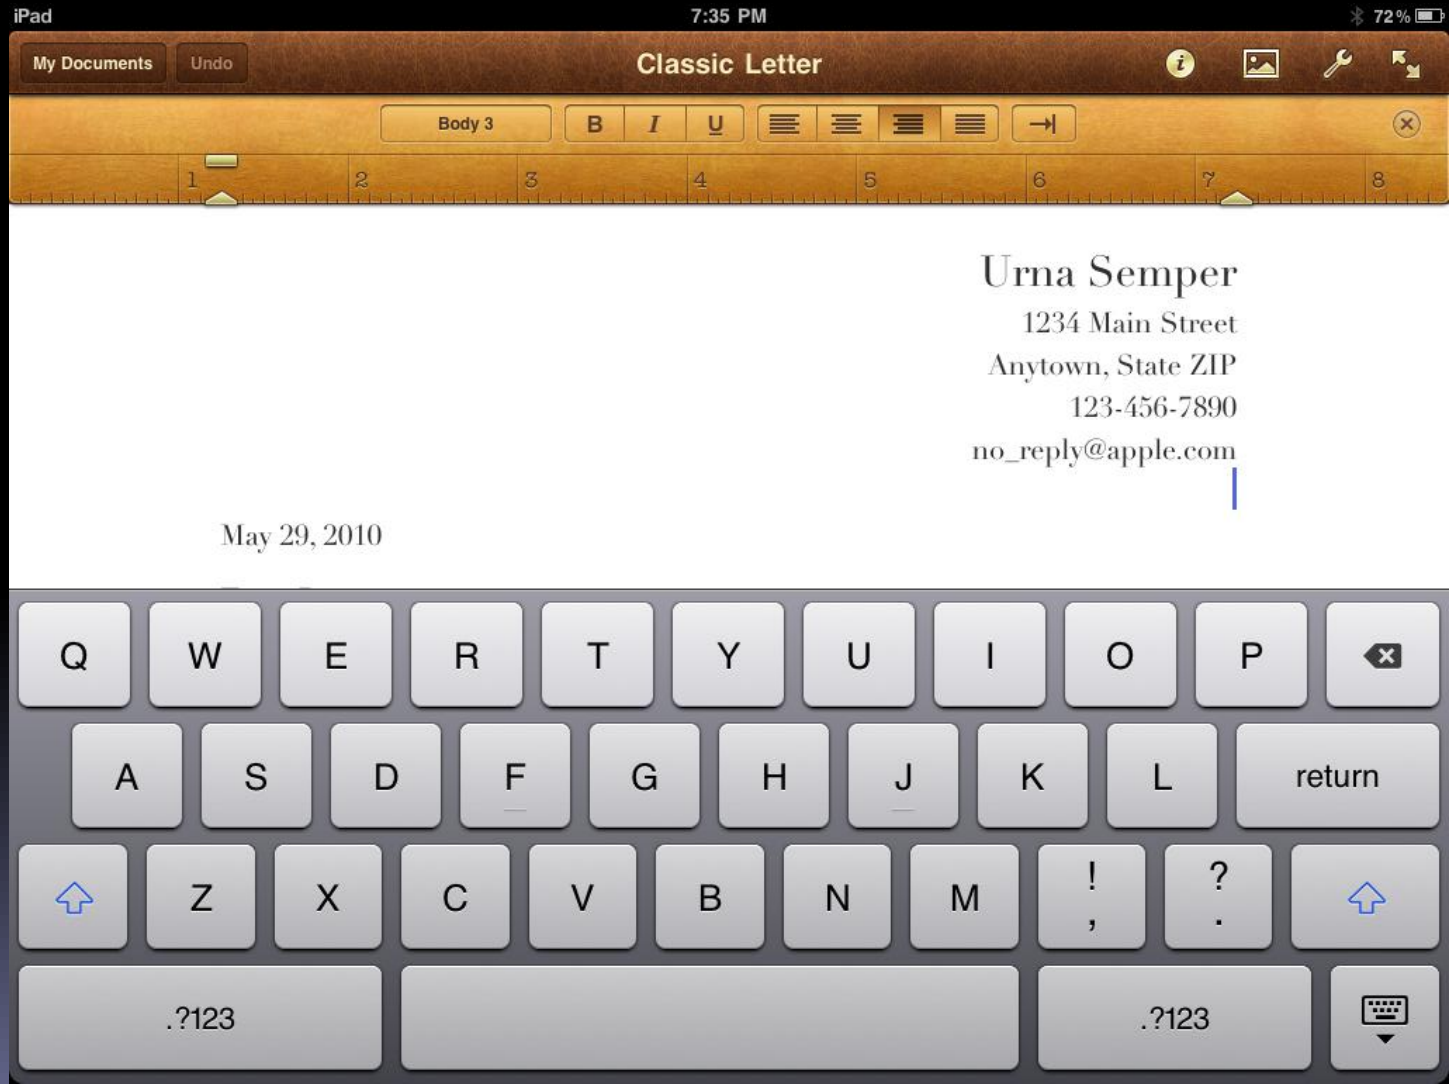 iPad 7:35 PM 72%
My Documents Undo Classic Letter i
Body 3 B I U
1 2 3 4 5 6 7 8
Urna Semper
1234 Main Street
Anytown, State ZIP
123-456-7890
no_reply@apple.com
May 29, 2010
Q W E R T Y U I O P
A S D F G H J K L return
Z X C V B N M ! , ? .
.?123 .?123